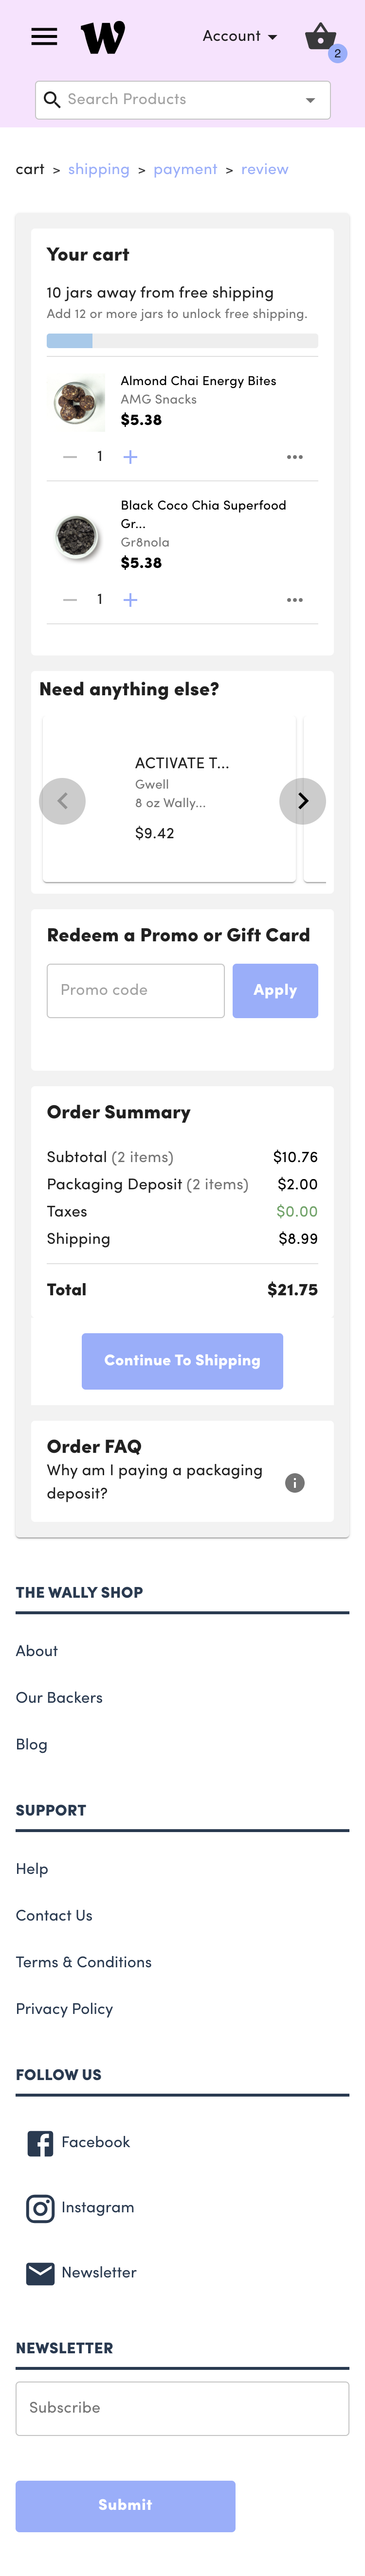 W
Account
2
Search Products
cart > shipping > payment > review
Your cart
10 jars away from free shipping
Add 12 or more jars to unlock free shipping.
Almond Chai Energy Bites
AMG Snacks
$5.38
1
Black Coco Chia Superfood
Gr...
Gr8nola
$5.38
1
Need anything else?
ACTIVATE T...
Gwell
8 oz Wally...
$9.42
Redeem a Promo or Gift Card
Promo code
Apply
Order Summary
Subtotal (2 items) $10.76
Packaging Deposit (2 items) $2.00
Taxes $0.00
Shipping $8.99
Total $21.75
Continue To Shipping
Order FAQ
Why am I paying a packaging
deposit?
THE WALLY SHOP
About
Our Backers
Blog
SUPPORT
Help
Contact Us
Terms & Conditions
Privacy Policy
FOLLOW US
Facebook
Instagram
Newsletter
NEWSLETTER
Subscribe
Submit